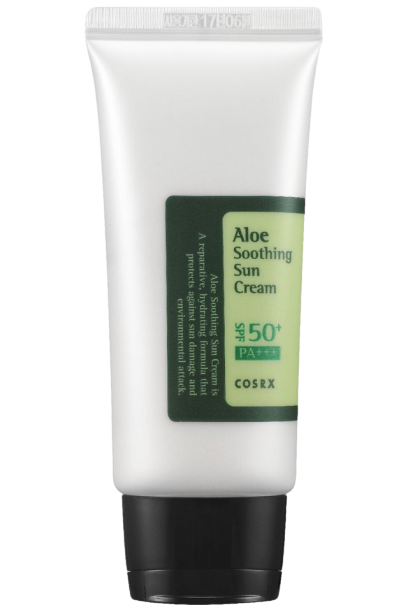 Aloe
Soothing
Sun
Cream
SPF 50+
PA+++
COSRX
Aloe Soothing Sun Cream is
A reparative, hydrating formula that
protects against sun damage and
environmental attack.